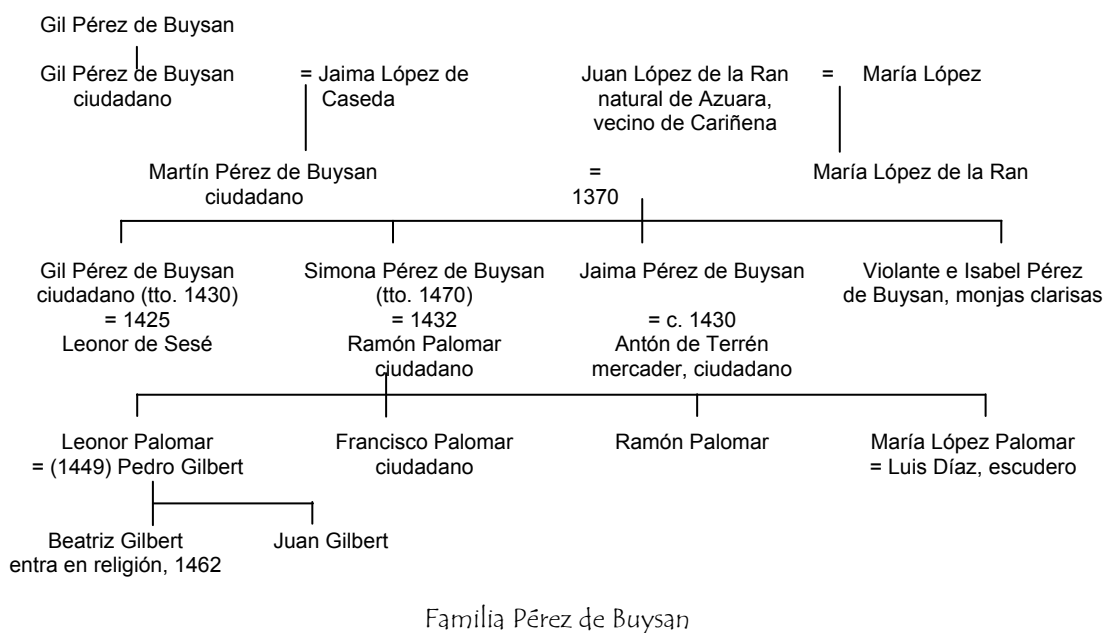 Gil Pérez de Buysan
Gil Pérez de Buysan = Jaima López de Juan López de la Ran = María López
ciudadano Caseda natural de Azuara,
vecino de Cariñena
Martín Pérez de Buysan = María López de la Ran
ciudadano 1370
Gil Pérez de Buysan Simona Pérez de Buysan Jaima Pérez de Buysan Violante e Isabel Pérez
ciudadano (tto. 1430) (tto. 1470) de Buysan, monjas clarisas
= 1425 = 1432 = c. 1430
Leonor de Sesé Ramón Palomar Antón de Terrén
ciudadano mercader, ciudadano
Leonor Palomar Francisco Palomar Ramón Palomar María López Palomar
= (1449) Pedro Gilbert ciudadano = Luis Díaz, escudero
Beatriz Gilbert Juan Gilbert
entra en religión, 1462
Familia Pérez de Buysan